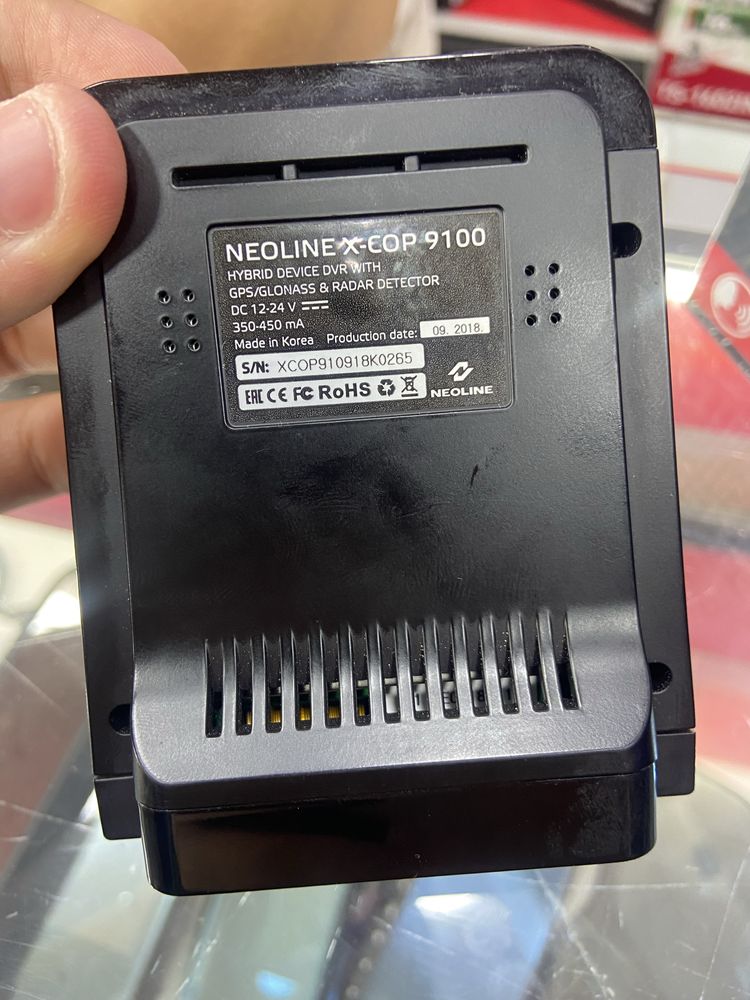 NEOLINE X-COP 9100
HYBRID DEVICE DVR WITH
GPS/GLONASS & RADAR DETECTOR
DC 12-24 V
350-450 mA
Made in Korea Production date: 09. 2018.
S/N: XCOP910918K0265
EAC CE FC RoHS
NEOLINE